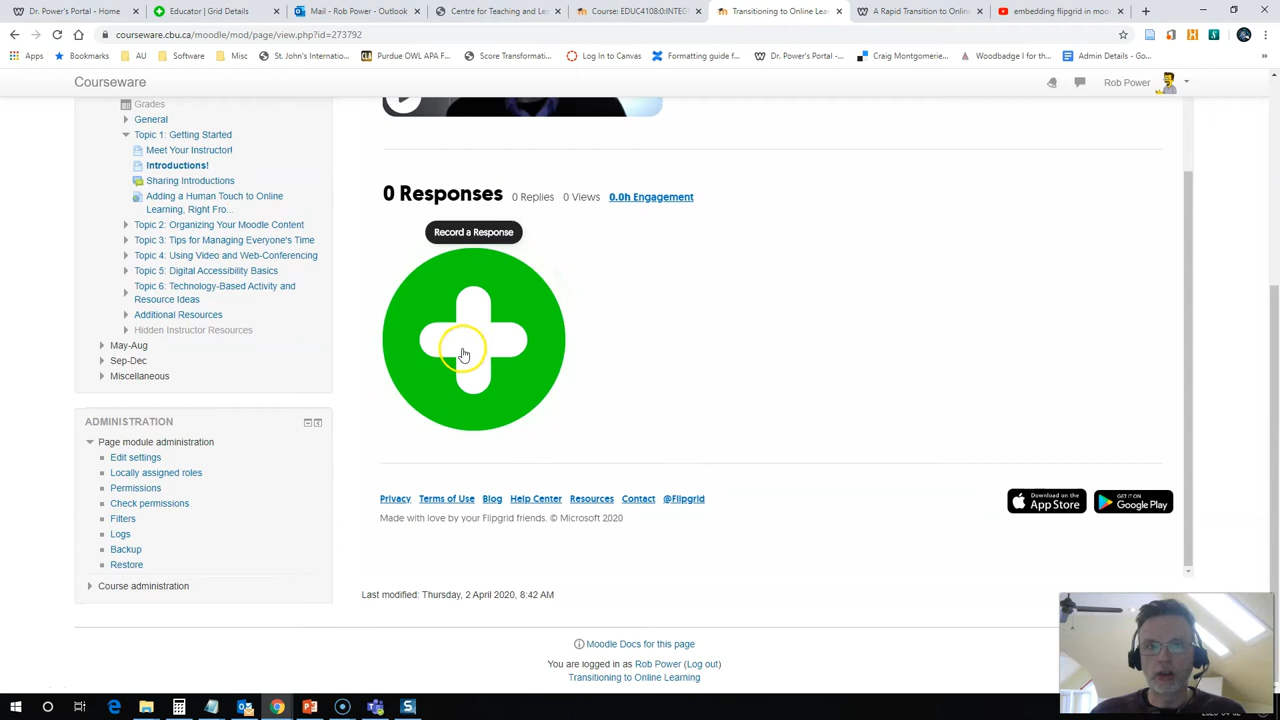 Dr. Power's Portal - Home
Educator | Grid Details
Mail - Rob Power - Outlook
Centre for Teaching and Le
Course: EDUC4108:0:INTE
Transitioning to Online Lea
A Rapid Transition to Online
embedding flipgrid in moo
courseware.cbu.ca/moodle/mod/page/view.php?id=273792
Apps
Bookmarks
AU
Software
Misc
St. John's Internatio...
Purdue OWL APA F...
Score Transformatio...
Log In to Canvas
Formatting guide f...
Dr. Power's Portal -...
Craig Montgomerie...
Woodbadge I for th...
Admin Details - Go...
Courseware
Rob Power
Grades
General
Topic 1: Getting Started
Meet Your Instructor!
Introductions!
Sharing Introductions
Adding a Human Touch to Online
Learning, Right Fro...
Topic 2: Organizing Your Moodle Content
Topic 3: Tips for Managing Everyone's Time
Topic 4: Using Video and Web-Conferencing
Topic 5: Digital Accessibility Basics
Topic 6: Technology-Based Activity and
Resource Ideas
Additional Resources
Hidden Instructor Resources
May-Aug
Sep-Dec
Miscellaneous
ADMINISTRATION
Page module administration
Edit settings
Locally assigned roles
Permissions
Check permissions
Filters
Logs
Backup
Restore
Course administration
0 Responses 0 Replies 0 Views 0.0h Engagement
Record a Response
Privacy Terms of Use Blog Help Center Resources Contact @Flipgrid
Made with love by your Flipgrid friends. © Microsoft 2020
Download on the
App Store
GET IT ON
Google Play
Last modified: Thursday, 2 April 2020, 8:42 AM
Moodle Docs for this page
You are logged in as Rob Power (Log out)
Transitioning to Online Learning